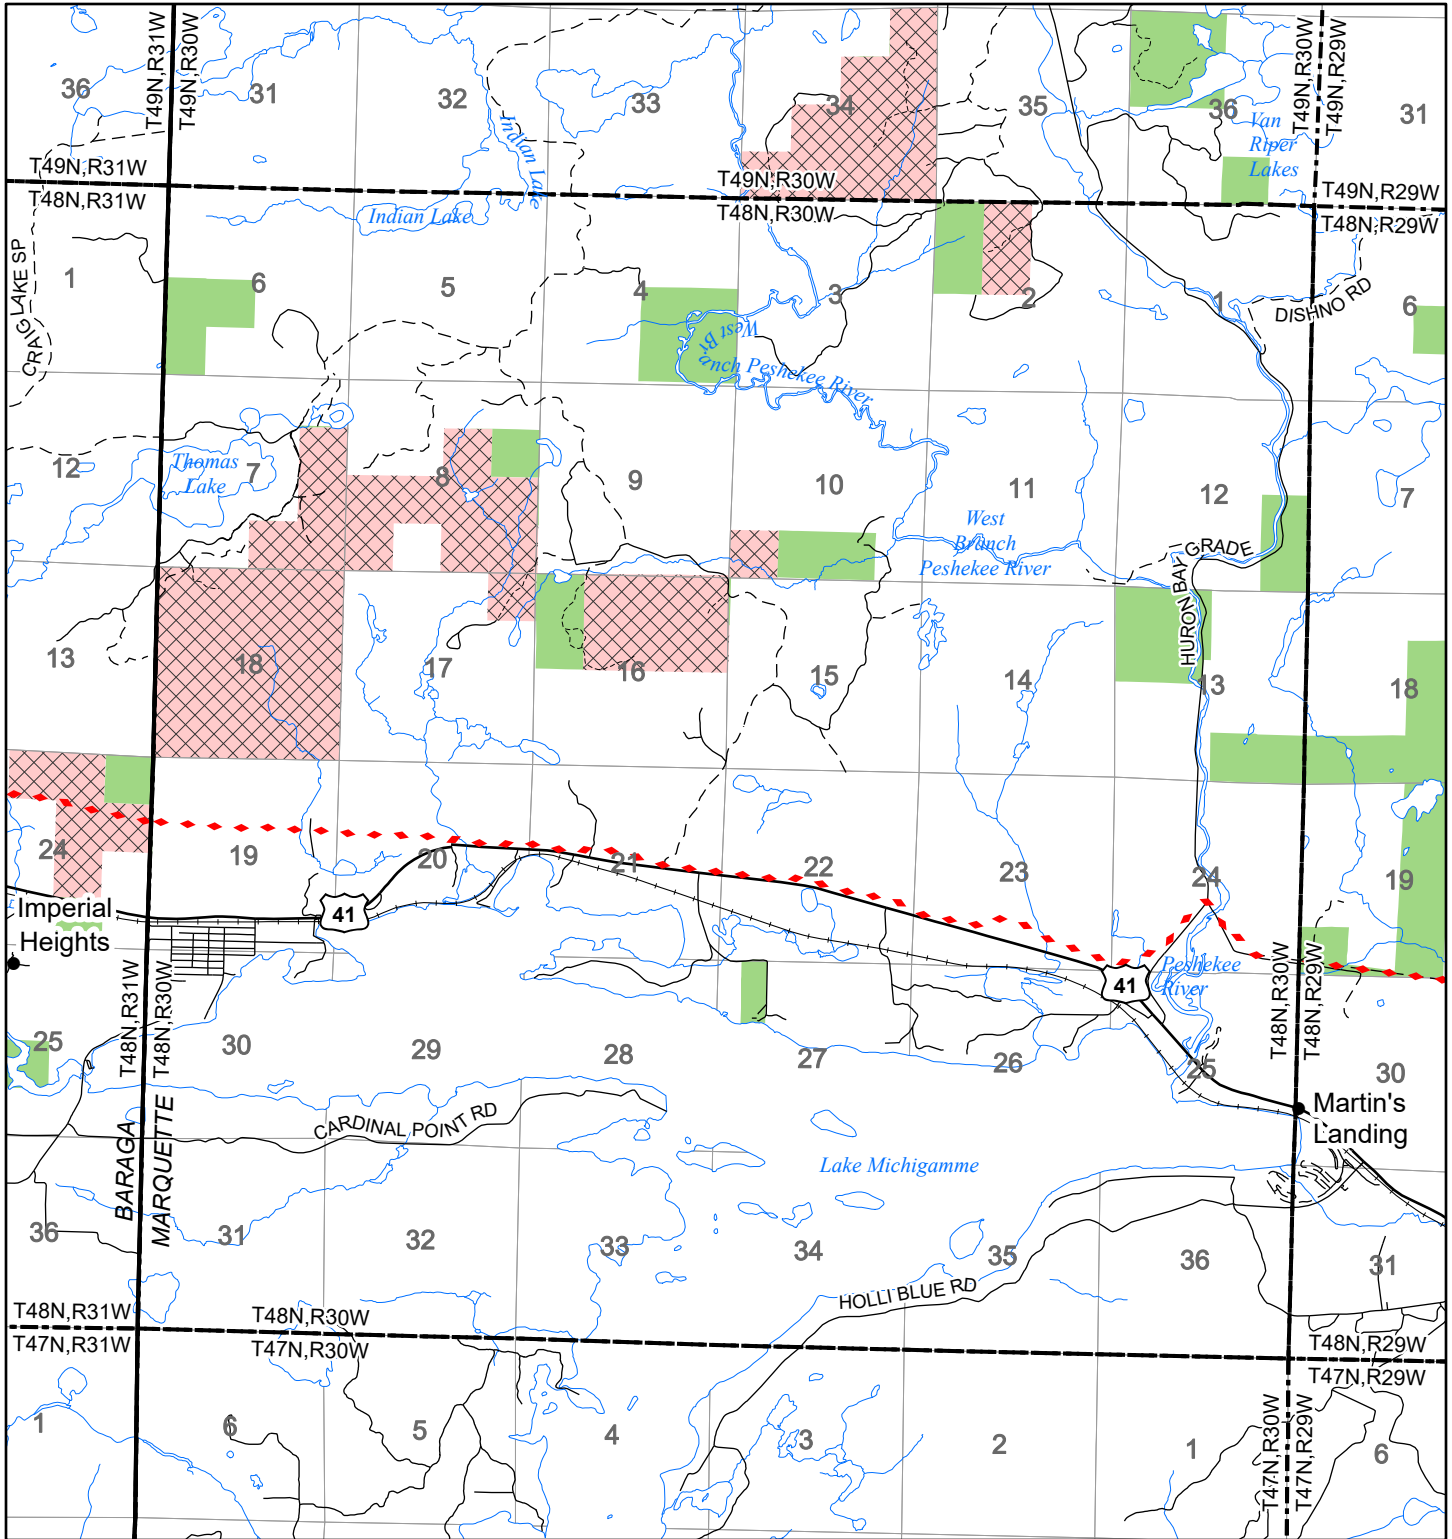 T49N,R31W
T49N,R30W
T49N,R30W
T49N,R29W
36
31
32
33
34
35
36
31
Van
Riper
Lakes
Indian Lake
T49N,R31W
T48N,R31W
T49N,R30W
T48N,R30W
T49N,R29W
T48N,R29W
Indian Lake
CRAIG LAKE SP
1
6
5
4
3
2
1
6
DISHNO RD
West Branch Peshekee River
12
Thomas
Lake
7
8
9
10
11
12
7
West
Branch
Peshekee River
HURON BAY GRADE
13
18
17
16
15
14
13
18
24
19
20
21
22
23
24
19
Imperial
Heights
41
41
Peshekee
River
T48N,R31W
T48N,R30W
T48N,R30W
T48N,R29W
25
30
29
28
27
26
25
30
CARDINAL POINT RD
Martin's
Landing
BARAGA
MARQUETTE
Lake Michigamme
36
31
32
33
34
35
36
31
HOLLI BLUE RD
T48N,R31W
T47N,R31W
T48N,R30W
T47N,R30W
T48N,R29W
T47N,R29W
1
6
5
4
3
2
1
6
T47N,R30W
T47N,R29W